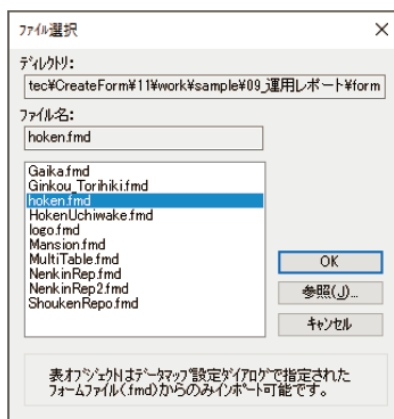 ファイル選択
ディレクトリ:
tec¥CreateForm¥11¥work¥sample¥09_運用レポート¥form
ファイル名:
hoken.fmd
Gaika.fmd
Ginkou_Torihiki.fmd
hoken.fmd
HokenUchiwake.fmd
logo.fmd
Mansion.fmd
MultiTable.fmd
NenkinRep.fmd
NenkinRep2.fmd
ShoukenRepo.fmd
OK
参照(J)...
キャンセル
表オブジェクトはデータマップ設定ダイアログで指定された
フォームファイル(.fmd)からのみインポート可能です。